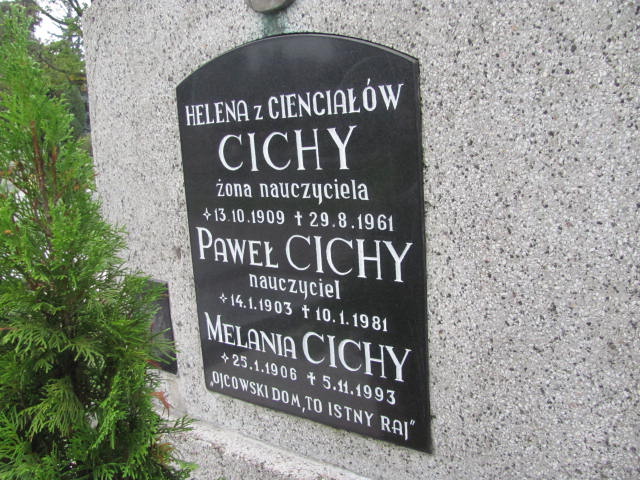 HELENA z CIENCIAŁÓW
CICHY
żona nauczyciela
✧13.10.1909 ✝ 29.8.1961
PAWEŁ CICHY
nauczyciel
✧14.1.1903 ✝ 10.1.1981
MELANIA CICHY
✧25.1.1906 ✝ 5.11.1993
„OJCOWSKI DOM, TO ISTNY RAJ"